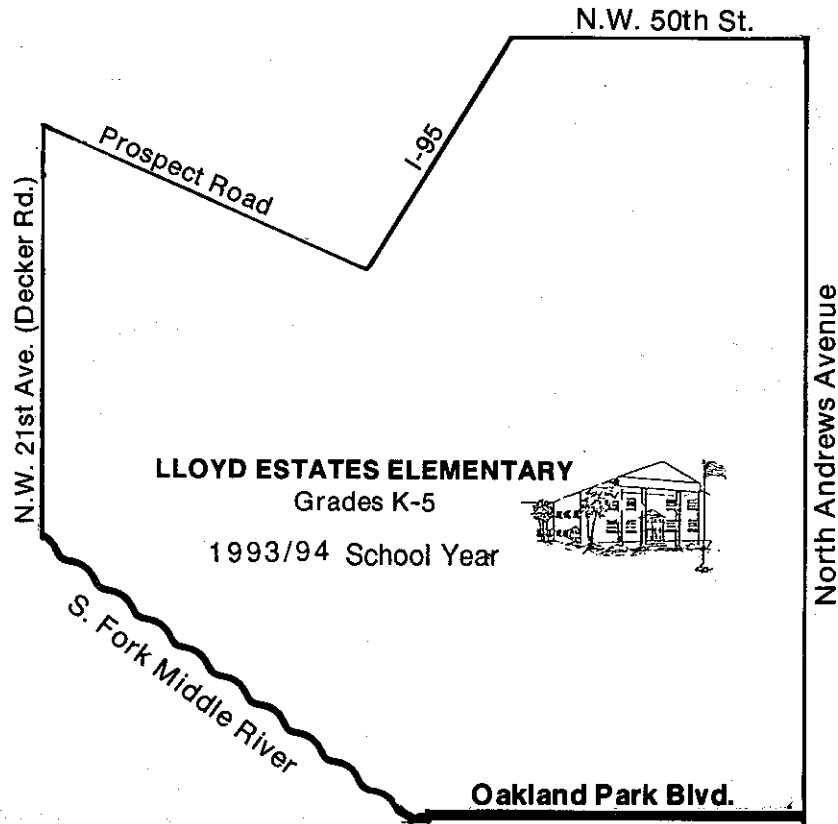 N.W. 50th St.
I-95
Prospect Road
N.W. 21st Ave. (Decker Rd.)
North Andrews Avenue
LLOYD ESTATES ELEMENTARY
Grades K-5
1993/94 School Year
S. Fork Middle River
Oakland Park Blvd.